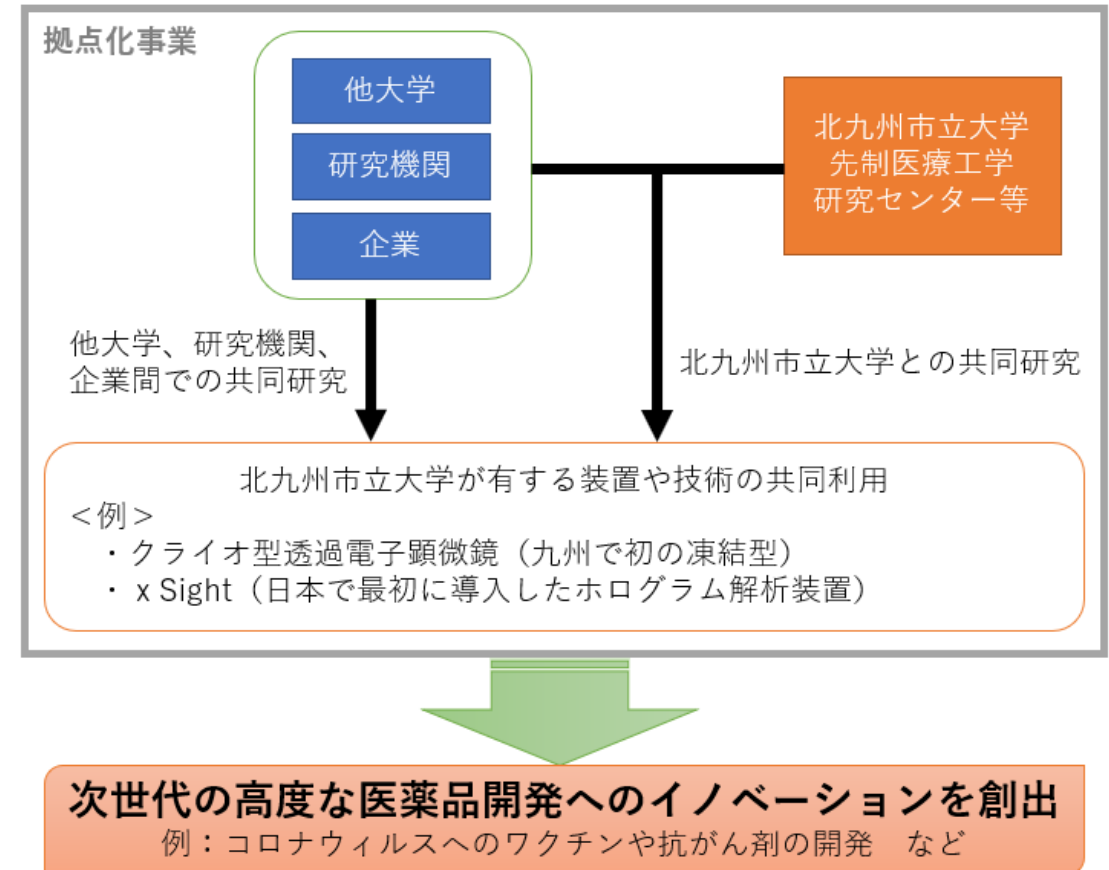 拠点化事業
他大学
研究機関
企業
北九州市立大学
先制医療工学
研究センター等
他大学、研究機関、
企業間での共同研究
北九州市立大学との共同研究
北九州市立大学が有する装置や技術の共同利用
＜例＞
・クライオ型透過電子顕微鏡（九州で初の凍結型）
・ x Sight（日本で最初に導入したホログラム解析装置）
次世代の高度な医薬品開発へのイノベーションを創出
例：コロナウィルスへのワクチンや抗がん剤の開発　など